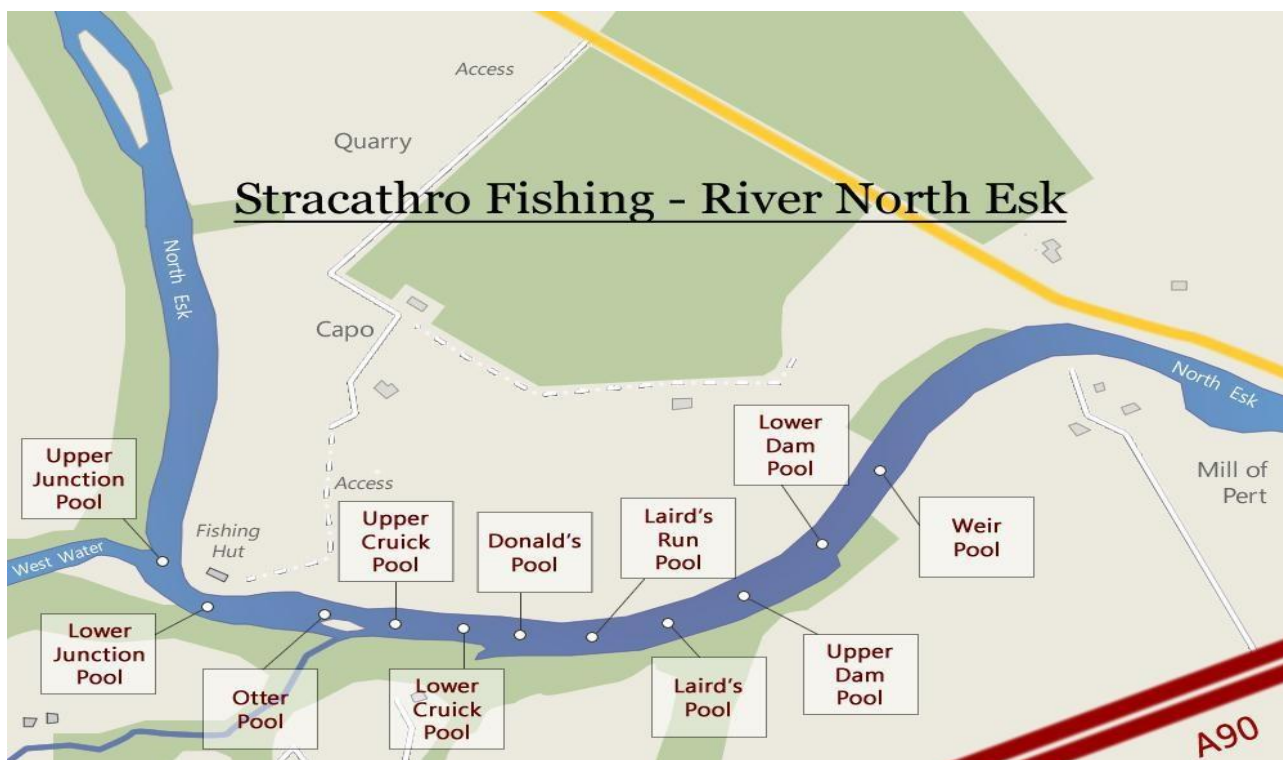 Access
Quarry
Stracathro Fishing - River North Esk
North Esk
Capo
North Esk
Mill of
Pert
Upper
Junction
Pool
Access
Fishing
Hut
West Water
Lower
Junction
Pool
Otter
Pool
Upper
Cruick
Pool
Lower
Cruick
Pool
Donald's
Pool
Laird's
Run
Pool
Laird's
Pool
Lower
Dam
Pool
Upper
Dam
Pool
Weir
Pool
A90